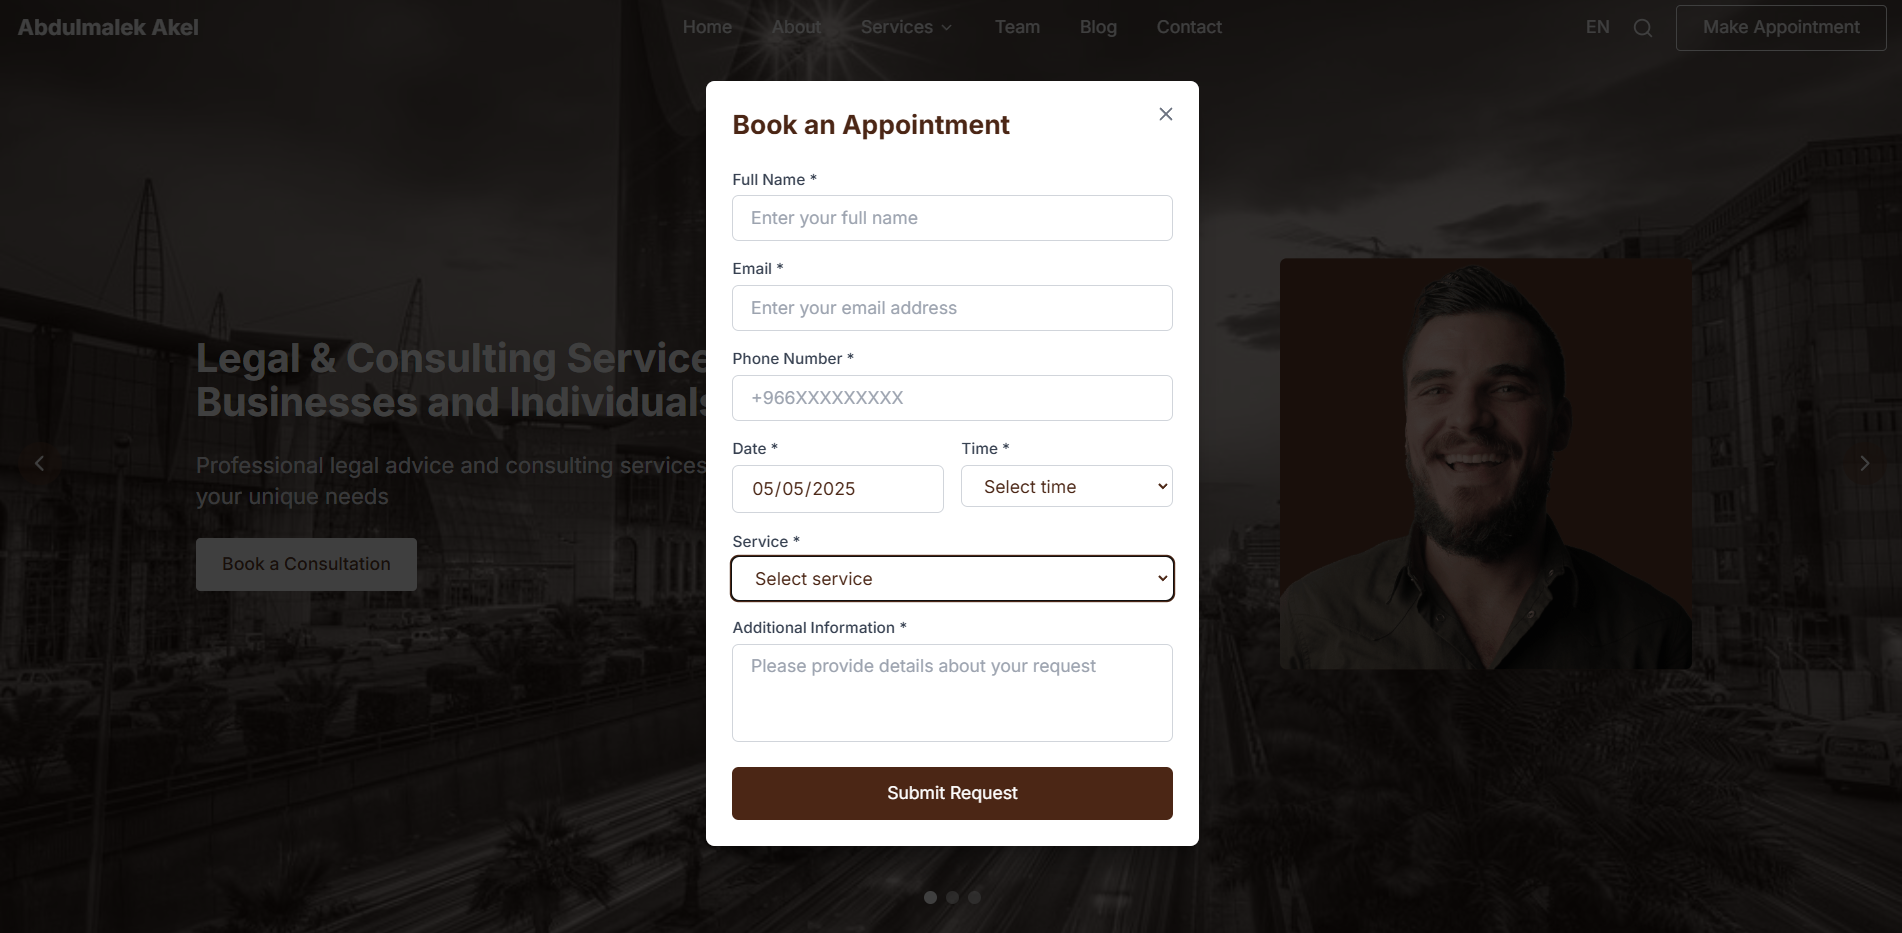 Abdulmalek Akel
Home
About
Services
Team
Blog
Contact
EN
Make Appointment
Legal & Consulting Service
Businesses and Individuals
Professional legal advice and consulting services
your unique needs
Book a Consultation
Book an Appointment
Full Name *
Enter your full name
Email *
Enter your email address
Phone Number *
+966XXXXXXXXX
Date *
Time *
05/05/2025
Select time
Service *
Select service
Additional Information *
Please provide details about your request
Submit Request